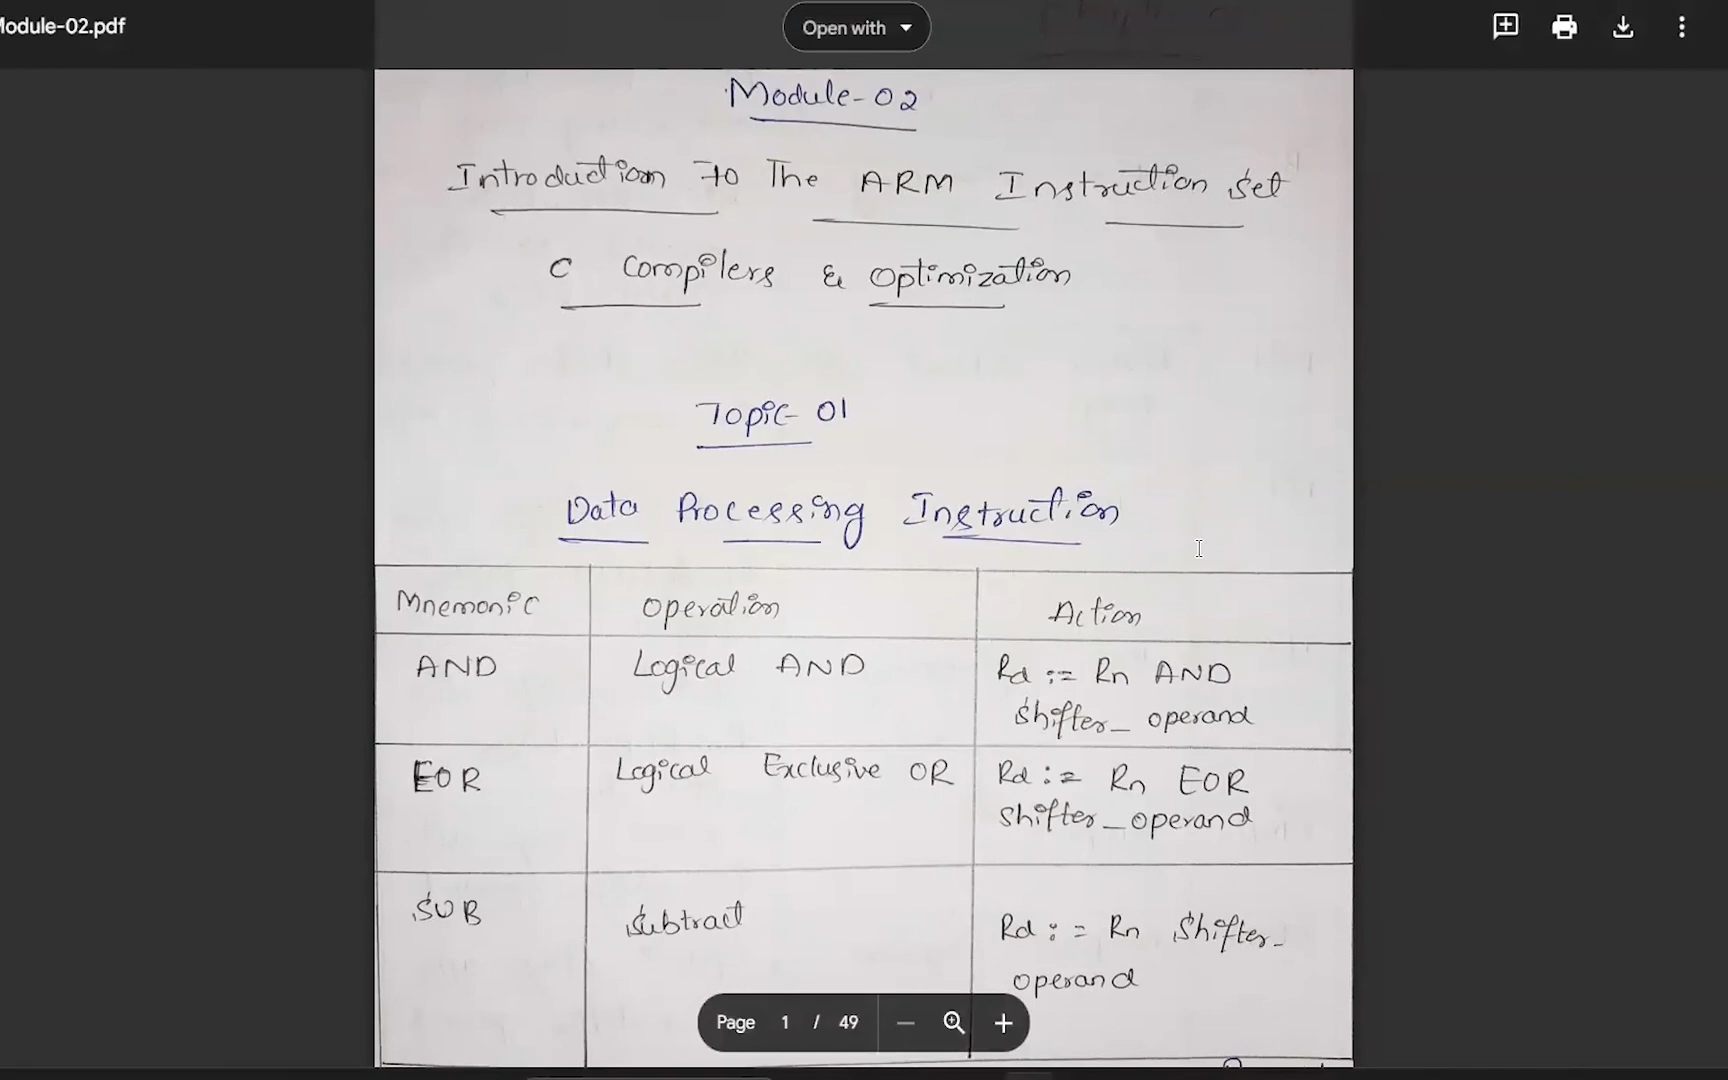 Module-02.pdf
Open with
Module-02
Introduction To The ARM Instruction Set
C Compilers & Optimization
Topic-01
Data Processing Instruction
Mnemonic Operation Action
AND Logical AND Rd := Rn AND
Shifter_ operand
EOR Logical Exclusive OR Rd := Rn EOR
Shifter_operand
SUB Subtract Rd := Rn Shifter_
operand
Page 1 / 49